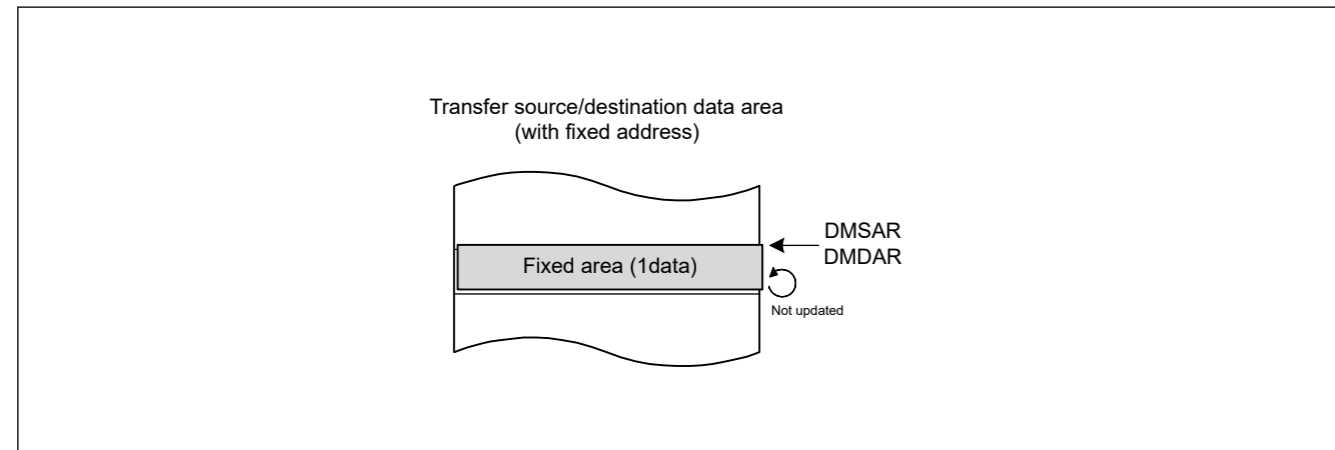 Transfer source/destination data area
(with fixed address)
DMSAR
DMDAR
Fixed area (1data)
Not updated